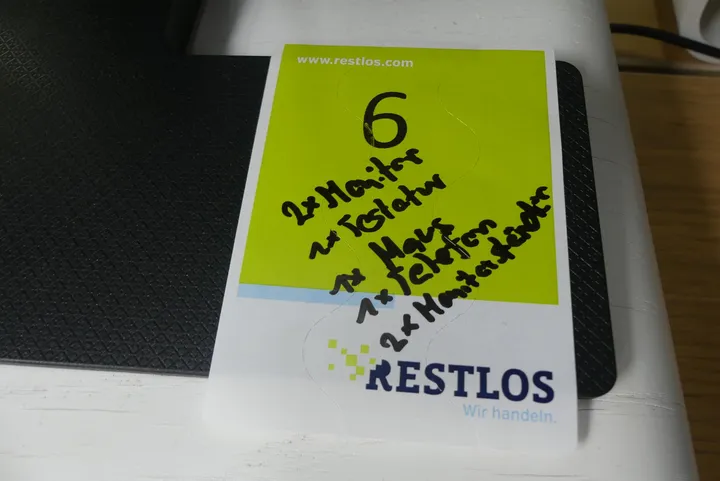 www.restlos.com
6
2x Monitor
1x Tastatur
1x Maus
1x Telefon
2x Monitorständer
RESTLOS
Wir handeln.